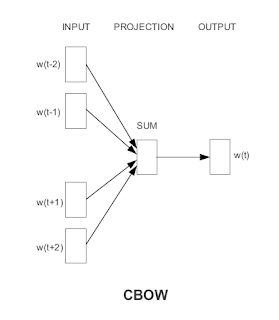 INPUT PROJECTION OUTPUT
w(t-2)
w(t-1)
SUM
w(t)
w(t+1)
w(t+2)
CBOW